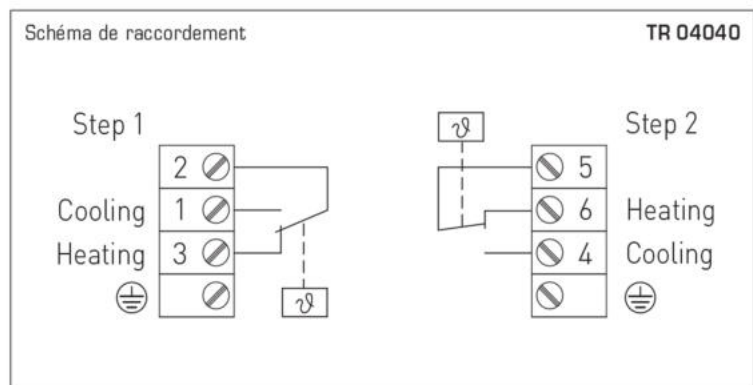 Schéma de raccordement
TR 04040
Step 1
2
Cooling 1
Heating 3
ϑ
ϑ
Step 2
5
6 Heating
4 Cooling